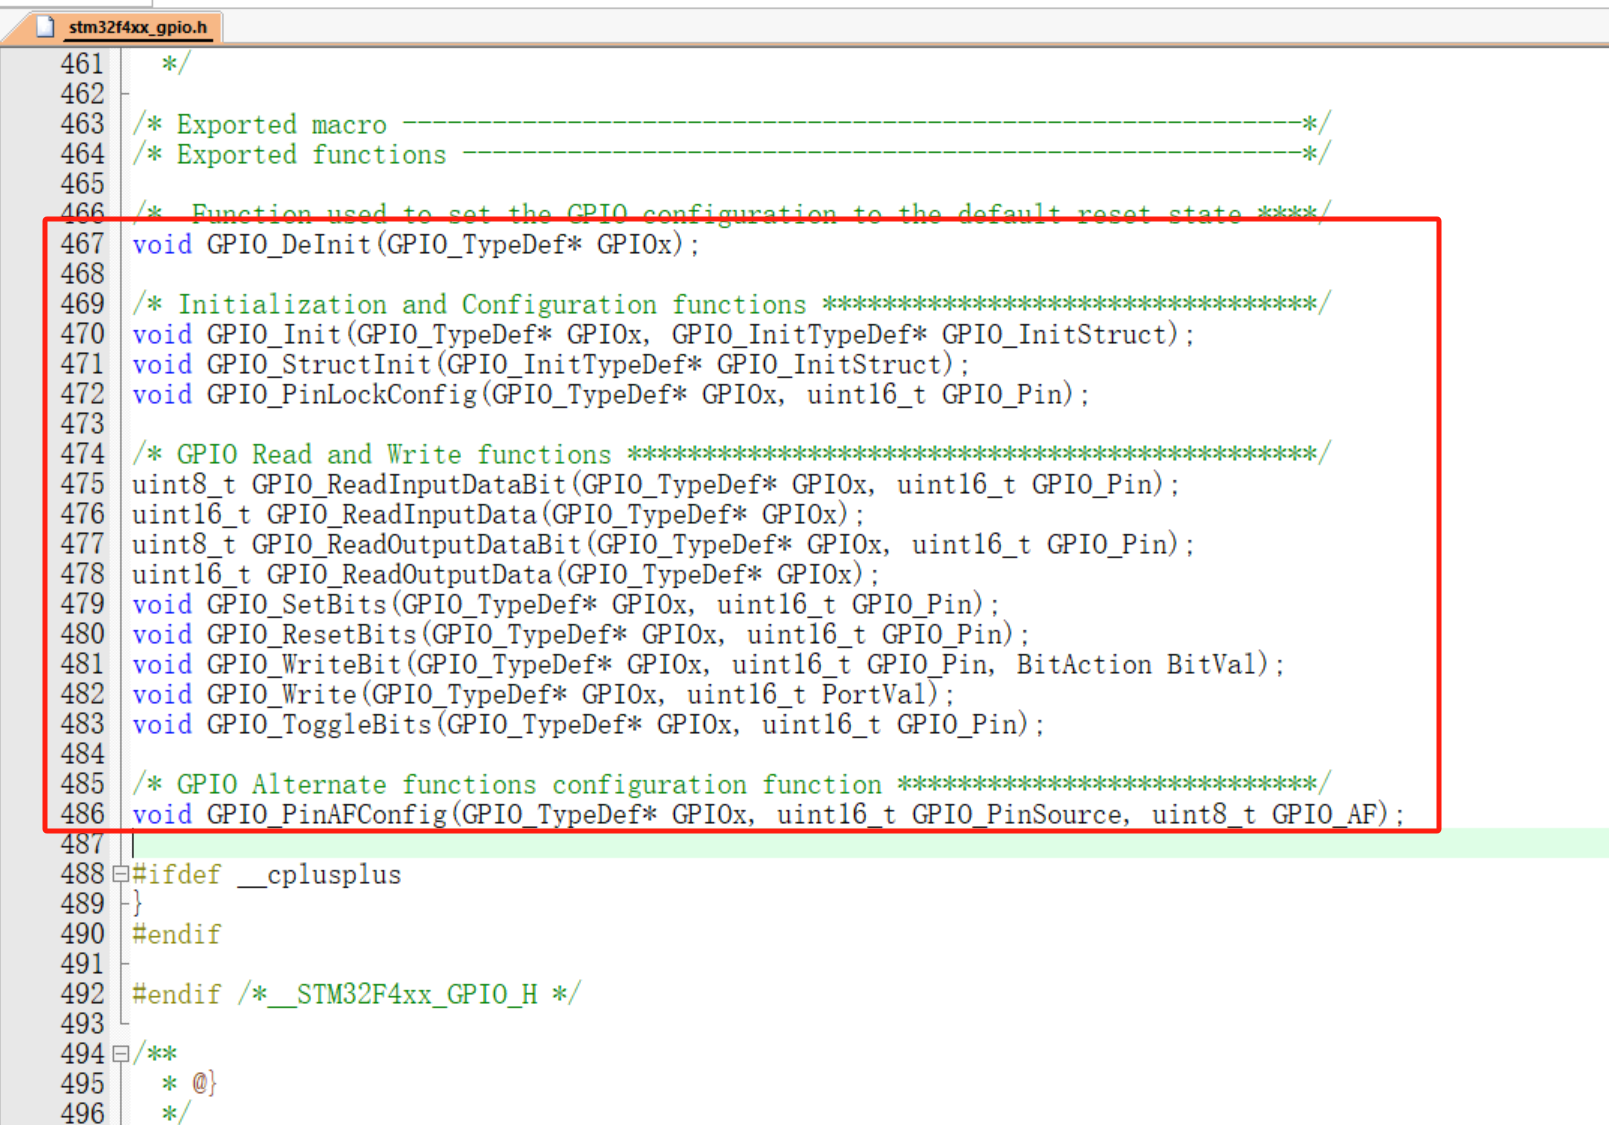 stm32f4xx_gpio.h
461   */
462
463 /* Exported macro ------------------------------------------------------------*/
464 /* Exported functions --------------------------------------------------------*/
465
466 /*  Function used to set the GPIO configuration to the default reset state ****/
467 void GPIO_DeInit(GPIO_TypeDef* GPIOx);
468
469 /* Initialization and Configuration functions *********************************/
470 void GPIO_Init(GPIO_TypeDef* GPIOx, GPIO_InitTypeDef* GPIO_InitStruct);
471 void GPIO_StructInit(GPIO_InitTypeDef* GPIO_InitStruct);
472 void GPIO_PinLockConfig(GPIO_TypeDef* GPIOx, uint16_t GPIO_Pin);
473
474 /* GPIO Read and Write functions **********************************************/
475 uint8_t GPIO_ReadInputDataBit(GPIO_TypeDef* GPIOx, uint16_t GPIO_Pin);
476 uint16_t GPIO_ReadInputData(GPIO_TypeDef* GPIOx);
477 uint8_t GPIO_ReadOutputDataBit(GPIO_TypeDef* GPIOx, uint16_t GPIO_Pin);
478 uint16_t GPIO_ReadOutputData(GPIO_TypeDef* GPIOx);
479 void GPIO_SetBits(GPIO_TypeDef* GPIOx, uint16_t GPIO_Pin);
480 void GPIO_ResetBits(GPIO_TypeDef* GPIOx, uint16_t GPIO_Pin);
481 void GPIO_WriteBit(GPIO_TypeDef* GPIOx, uint16_t GPIO_Pin, BitAction BitVal);
482 void GPIO_Write(GPIO_TypeDef* GPIOx, uint16_t PortVal);
483 void GPIO_ToggleBits(GPIO_TypeDef* GPIOx, uint16_t GPIO_Pin);
484
485 /* GPIO Alternate functions configuration function ****************************/
486 void GPIO_PinAFConfig(GPIO_TypeDef* GPIOx, uint16_t GPIO_PinSource, uint8_t GPIO_AF);
487
488 #ifdef __cplusplus
489 }
490 #endif
491
492 #endif /*__STM32F4xx_GPIO_H */
493
494 /**
495   * @}
496   */